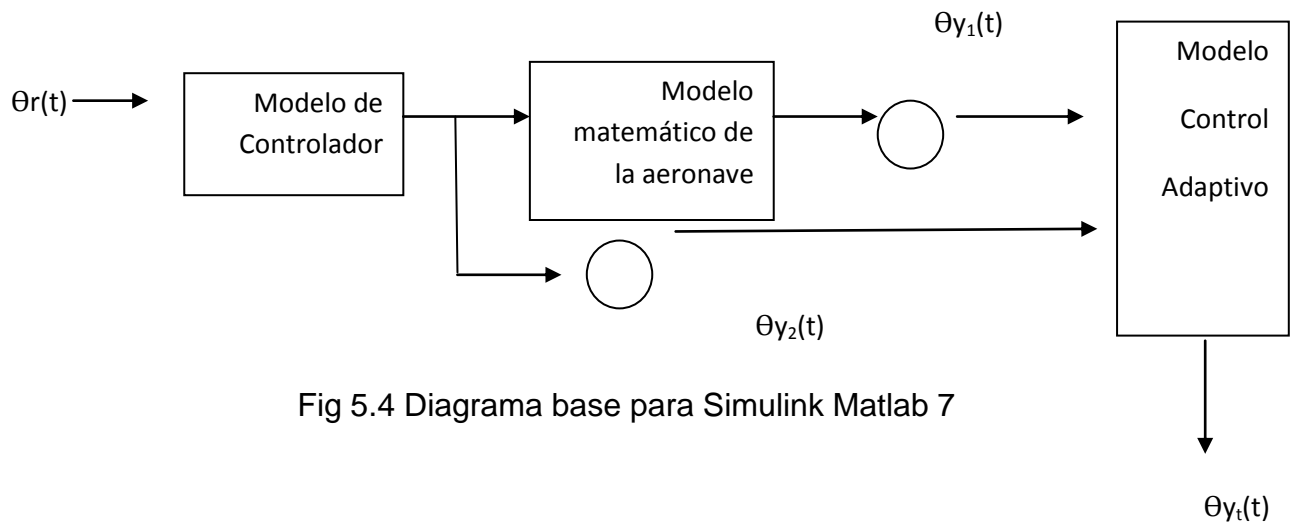 ϴy₁(t)
ϴr(t)
Modelo de
Controlador
Modelo
matemático de
la aeronave
Modelo
Control
Adaptivo
ϴy₂(t)
Fig 5.4 Diagrama base para Simulink Matlab 7
ϴyₜ(t)